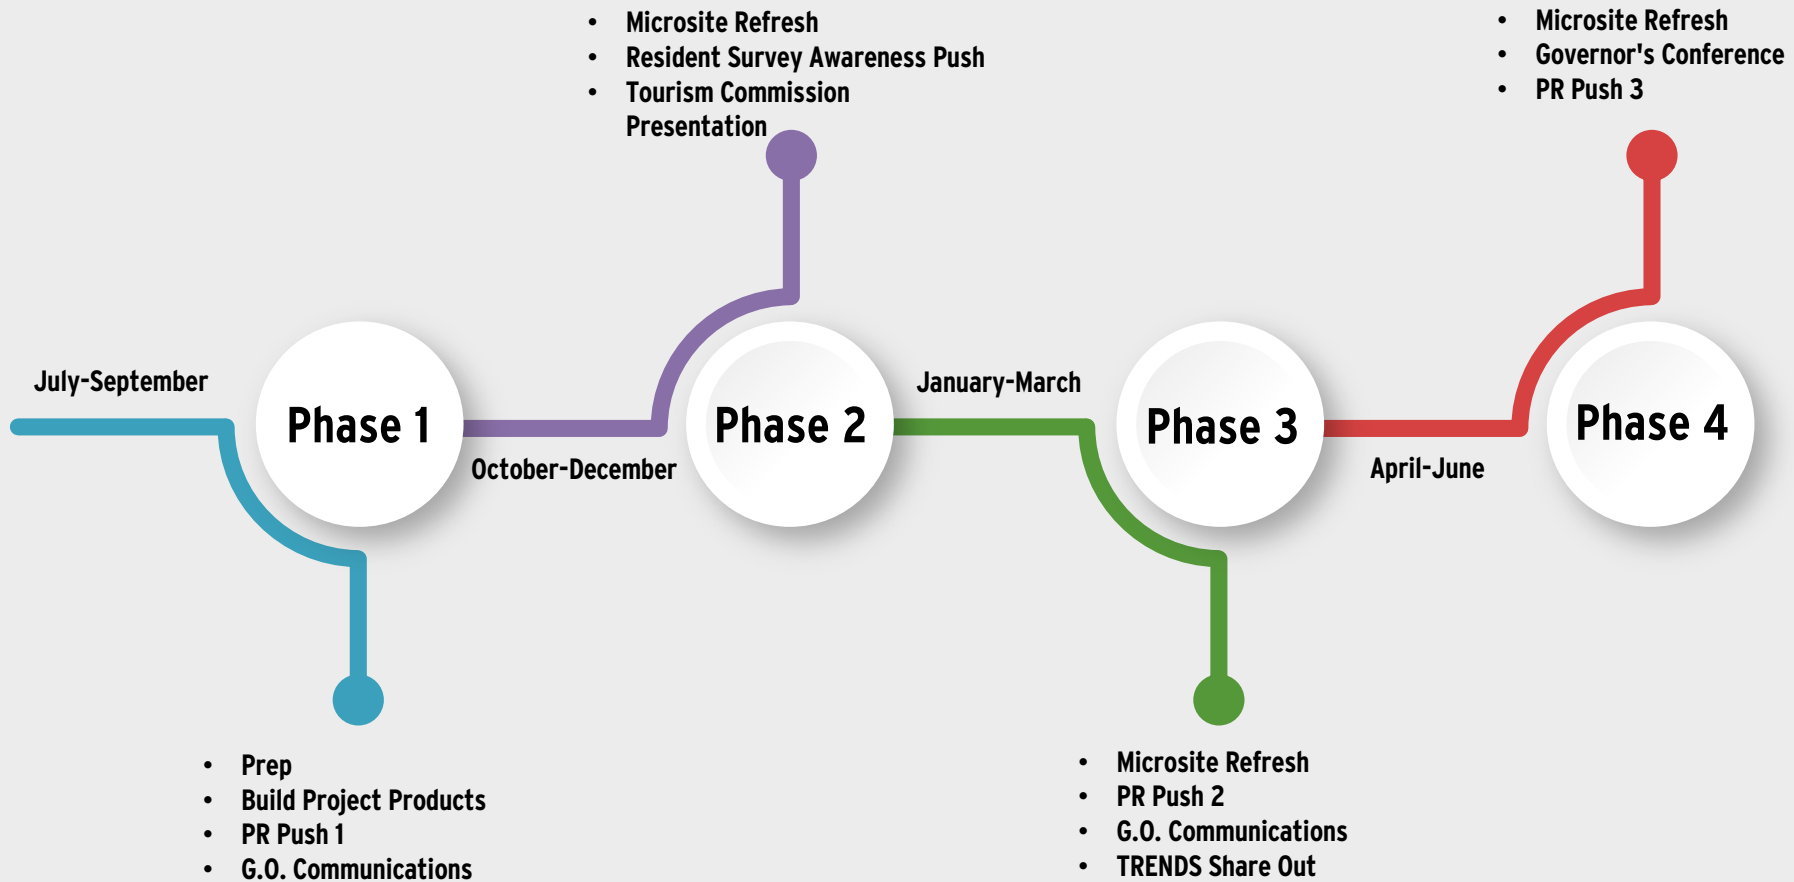 • Microsite Refresh
• Resident Survey Awareness Push
• Tourism Commission
Presentation
• Microsite Refresh
• Governor's Conference
• PR Push 3
July-September
Phase 1
October-December
Phase 2
January-March
Phase 3
April-June
Phase 4
• Prep
• Build Project Products
• PR Push 1
• G.O. Communications
• Microsite Refresh
• PR Push 2
• G.O. Communications
• TRENDS Share Out